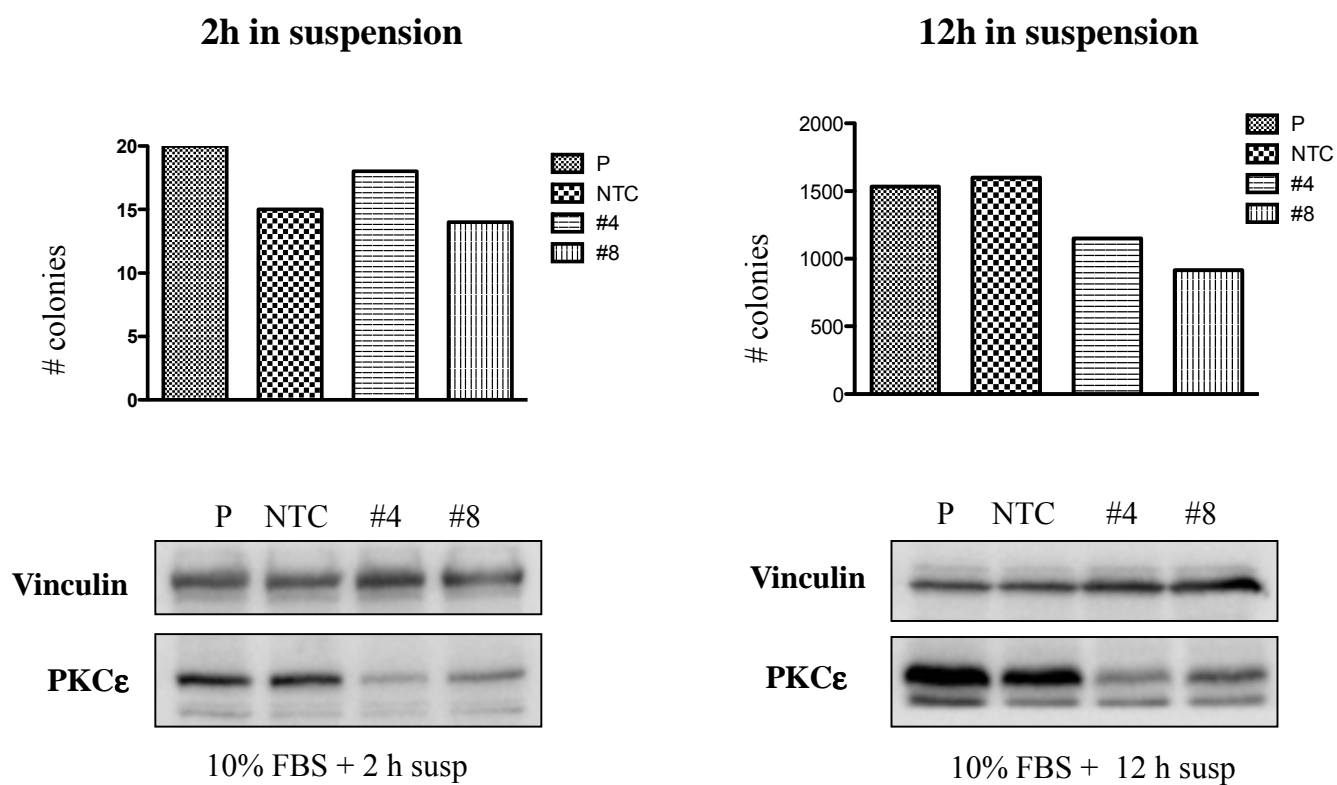 2h in suspension
12h in suspension
# colonies
20
15
10
5
0
P
NTC
#4
#8
# colonies
2000
1500
1000
500
0
P
NTC
#4
#8
P NTC #4 #8
Vinculin
PKCε
10% FBS + 2 h susp
P NTC #4 #8
Vinculin
PKCε
10% FBS + 12 h susp